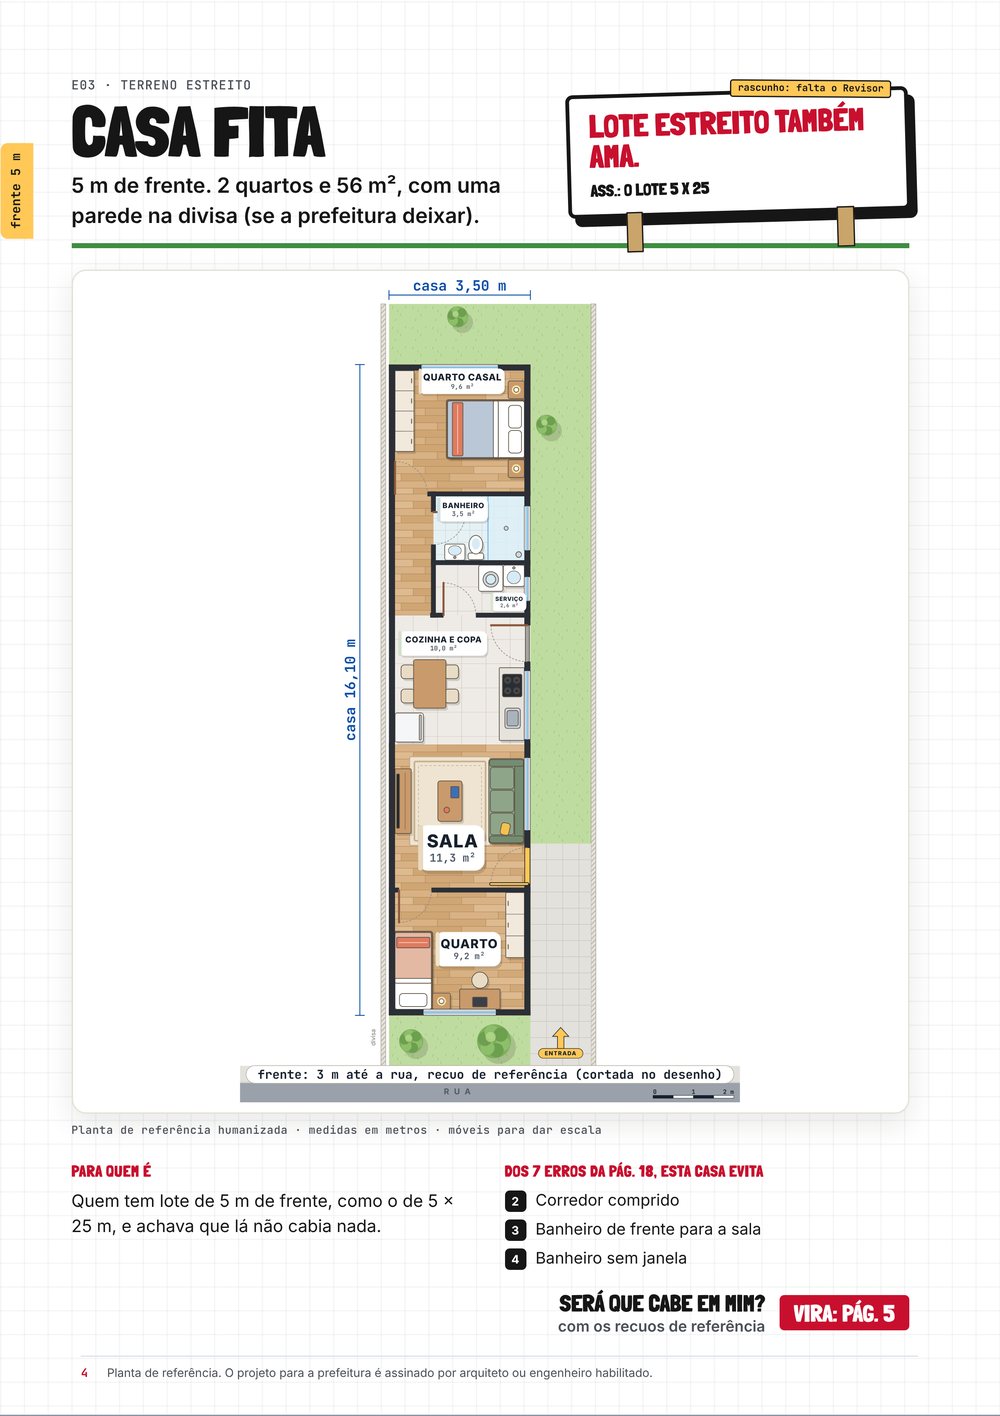 E03 · TERRENO ESTREITO
CASA FITA
5 m de frente. 2 quartos e 56 m², com uma
parede na divisa (se a prefeitura deixar).
frente 5 m
rascunho: falta o Revisor
LOTE ESTREITO TAMBÉM
AMA.
ASS.: O LOTE 5 X 25
casa 3,50 m
QUARTO CASAL
9,6 m²
BANHEIRO
3,5 m²
SERVIÇO
2,6 m²
COZINHA E COPA
10,0 m²
casa 16,10 m
SALA
11,3 m²
QUARTO
9,2 m²
divisa
ENTRADA
frente: 3 m até a rua, recuo de referência (cortada no desenho)
RUA
0 1 2 m
Planta de referência humanizada · medidas em metros · móveis para dar escala
PARA QUEM É
Quem tem lote de 5 m de frente, como o de 5 ×
25 m, e achava que lá não cabia nada.
DOS 7 ERROS DA PÁG. 18, ESTA CASA EVITA
2 Corredor comprido
3 Banheiro de frente para a sala
4 Banheiro sem janela
SERÁ QUE CABE EM MIM?
com os recuos de referência
VIRA: PÁG. 5
4 Planta de referência. O projeto para a prefeitura é assinado por arquiteto ou engenheiro habilitado.